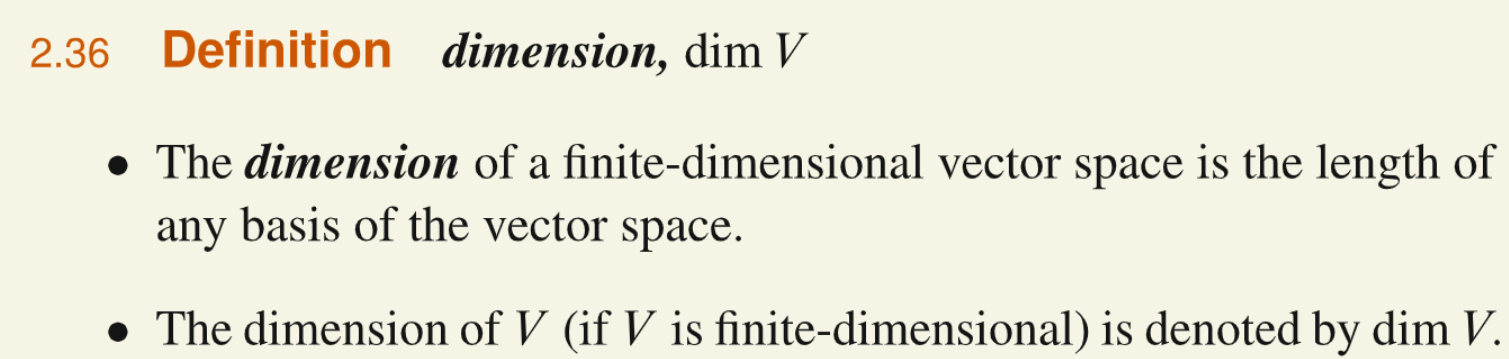 2.36 Definition dimension, dim V
• The dimension of a finite-dimensional vector space is the length of
any basis of the vector space.
• The dimension of V (if V is finite-dimensional) is denoted by dim V.